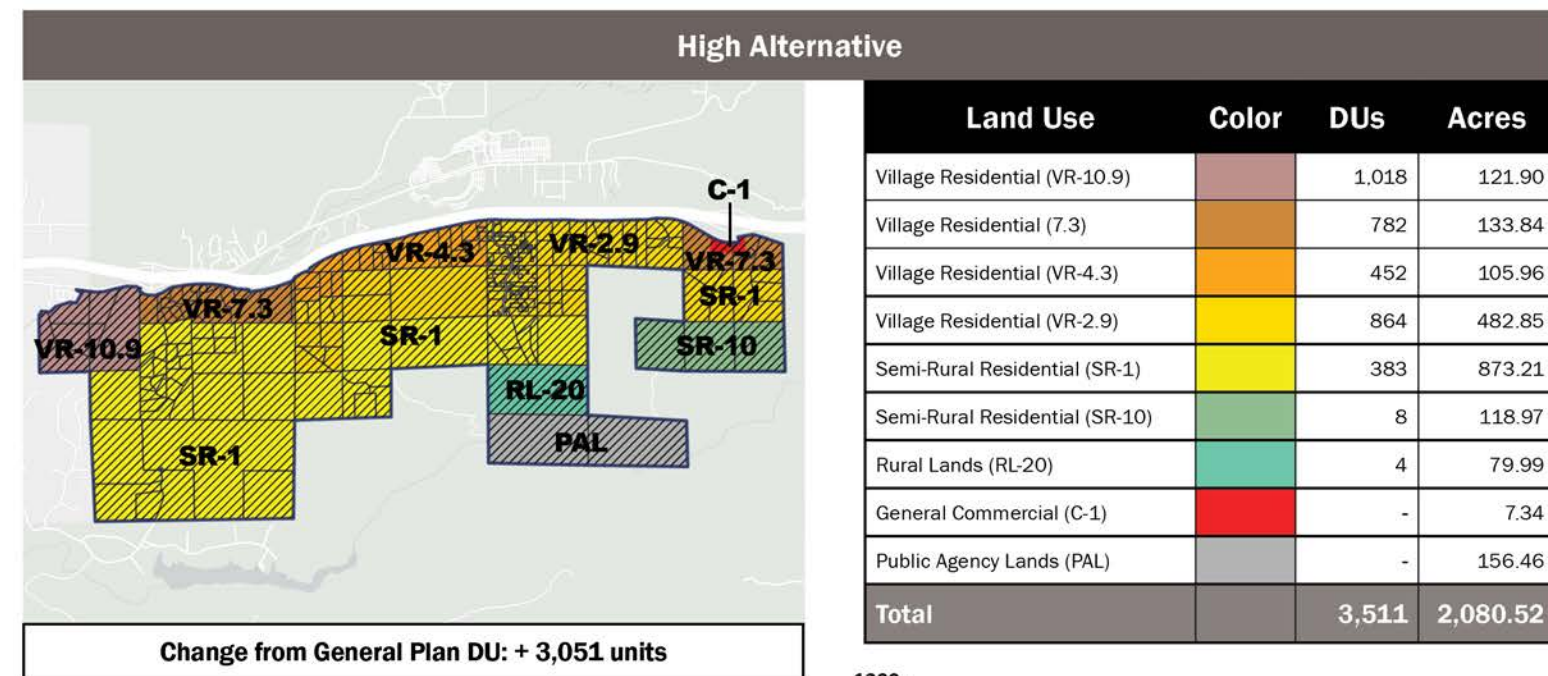 High Alternative
C-1
VR-4.3
VR-2.9
VR-7.3
VR-7.3
SR-1
VR-10.9
SR-1
SR-10
RL-20
PAL
SR-1
Change from General Plan DU: + 3,051 units
Land Use Color DUs Acres
Village Residential (VR-10.9) 1,018 121.90
Village Residential (7.3) 782 133.84
Village Residential (VR-4.3) 452 105.96
Village Residential (VR-2.9) 864 482.85
Semi-Rural Residential (SR-1) 383 873.21
Semi-Rural Residential (SR-10) 8 118.97
Rural Lands (RL-20) 4 79.99
General Commercial (C-1) - 7.34
Public Agency Lands (PAL) - 156.46
Total 3,511 2,080.52